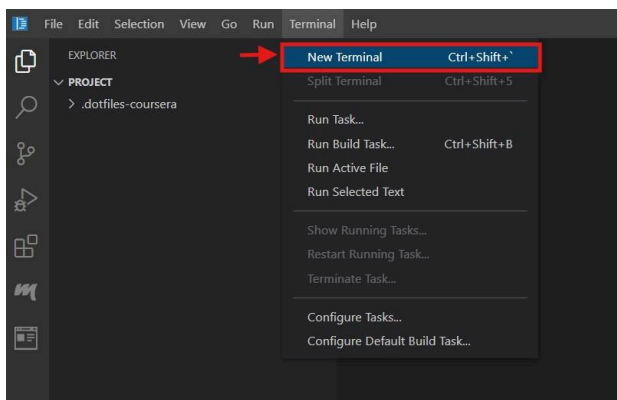 File Edit Selection View Go Run Terminal Help
EXPLORER
PROJECT
.dotfiles-coursera
New Terminal Ctrl+Shift+`
Split Terminal Ctrl+Shift+5
Run Task...
Run Build Task... Ctrl+Shift+B
Run Active File
Run Selected Text
Show Running Tasks...
Restart Running Task...
Terminate Task...
Configure Tasks...
Configure Default Build Task...